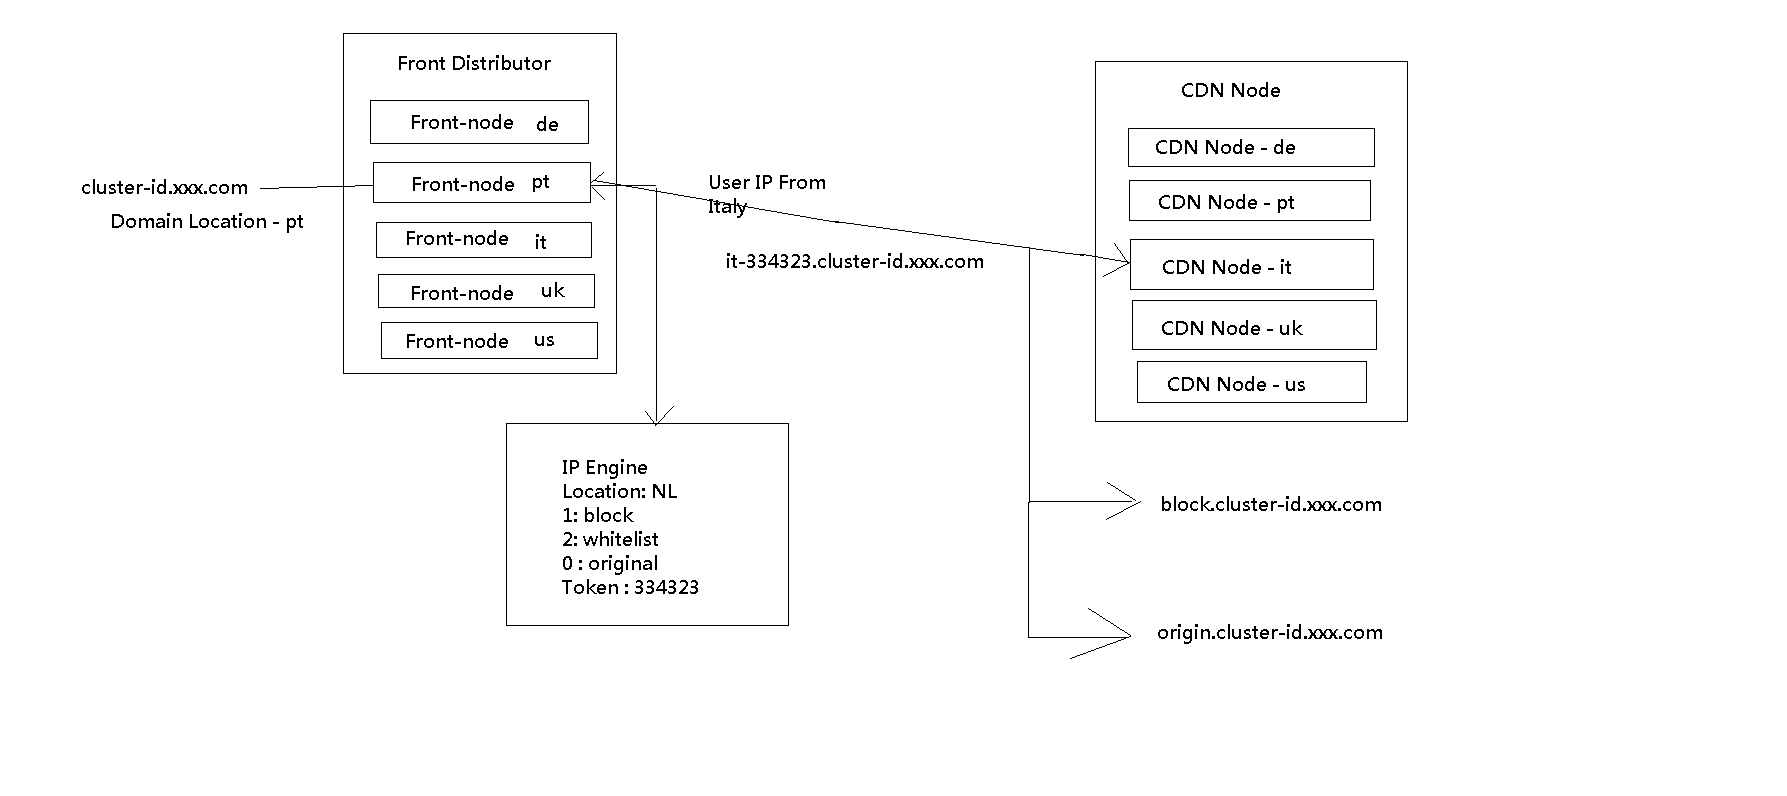 Front Distributor
Front-node de
Front-node pt
Front-node it
Front-node uk
Front-node us
cluster-id.xxx.com
Domain Location - pt
User IP From
Italy
it-334323.cluster-id.xxx.com
CDN Node
CDN Node - de
CDN Node - pt
CDN Node - it
CDN Node - uk
CDN Node - us
IP Engine
Location: NL
1: block
2: whitelist
0 : original
Token : 334323
block.cluster-id.xxx.com
origin.cluster-id.xxx.com